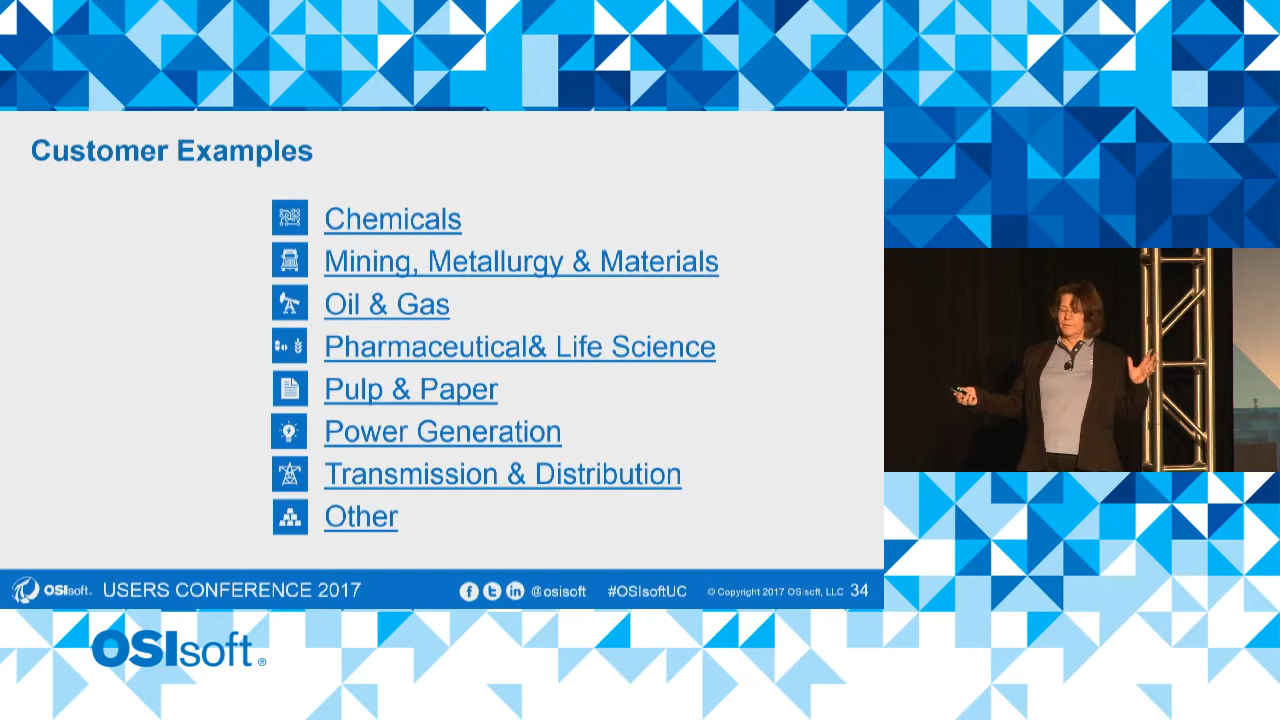 Customer Examples
Chemicals
Mining, Metallurgy & Materials
Oil & Gas
Pharmaceutical& Life Science
Pulp & Paper
Power Generation
Transmission & Distribution
Other
OSIsoft. USERS CONFERENCE 2017 @osisoft #OSIsoftUC © Copyright 2017 OSIsoft, LLC 34
OSIsoft®